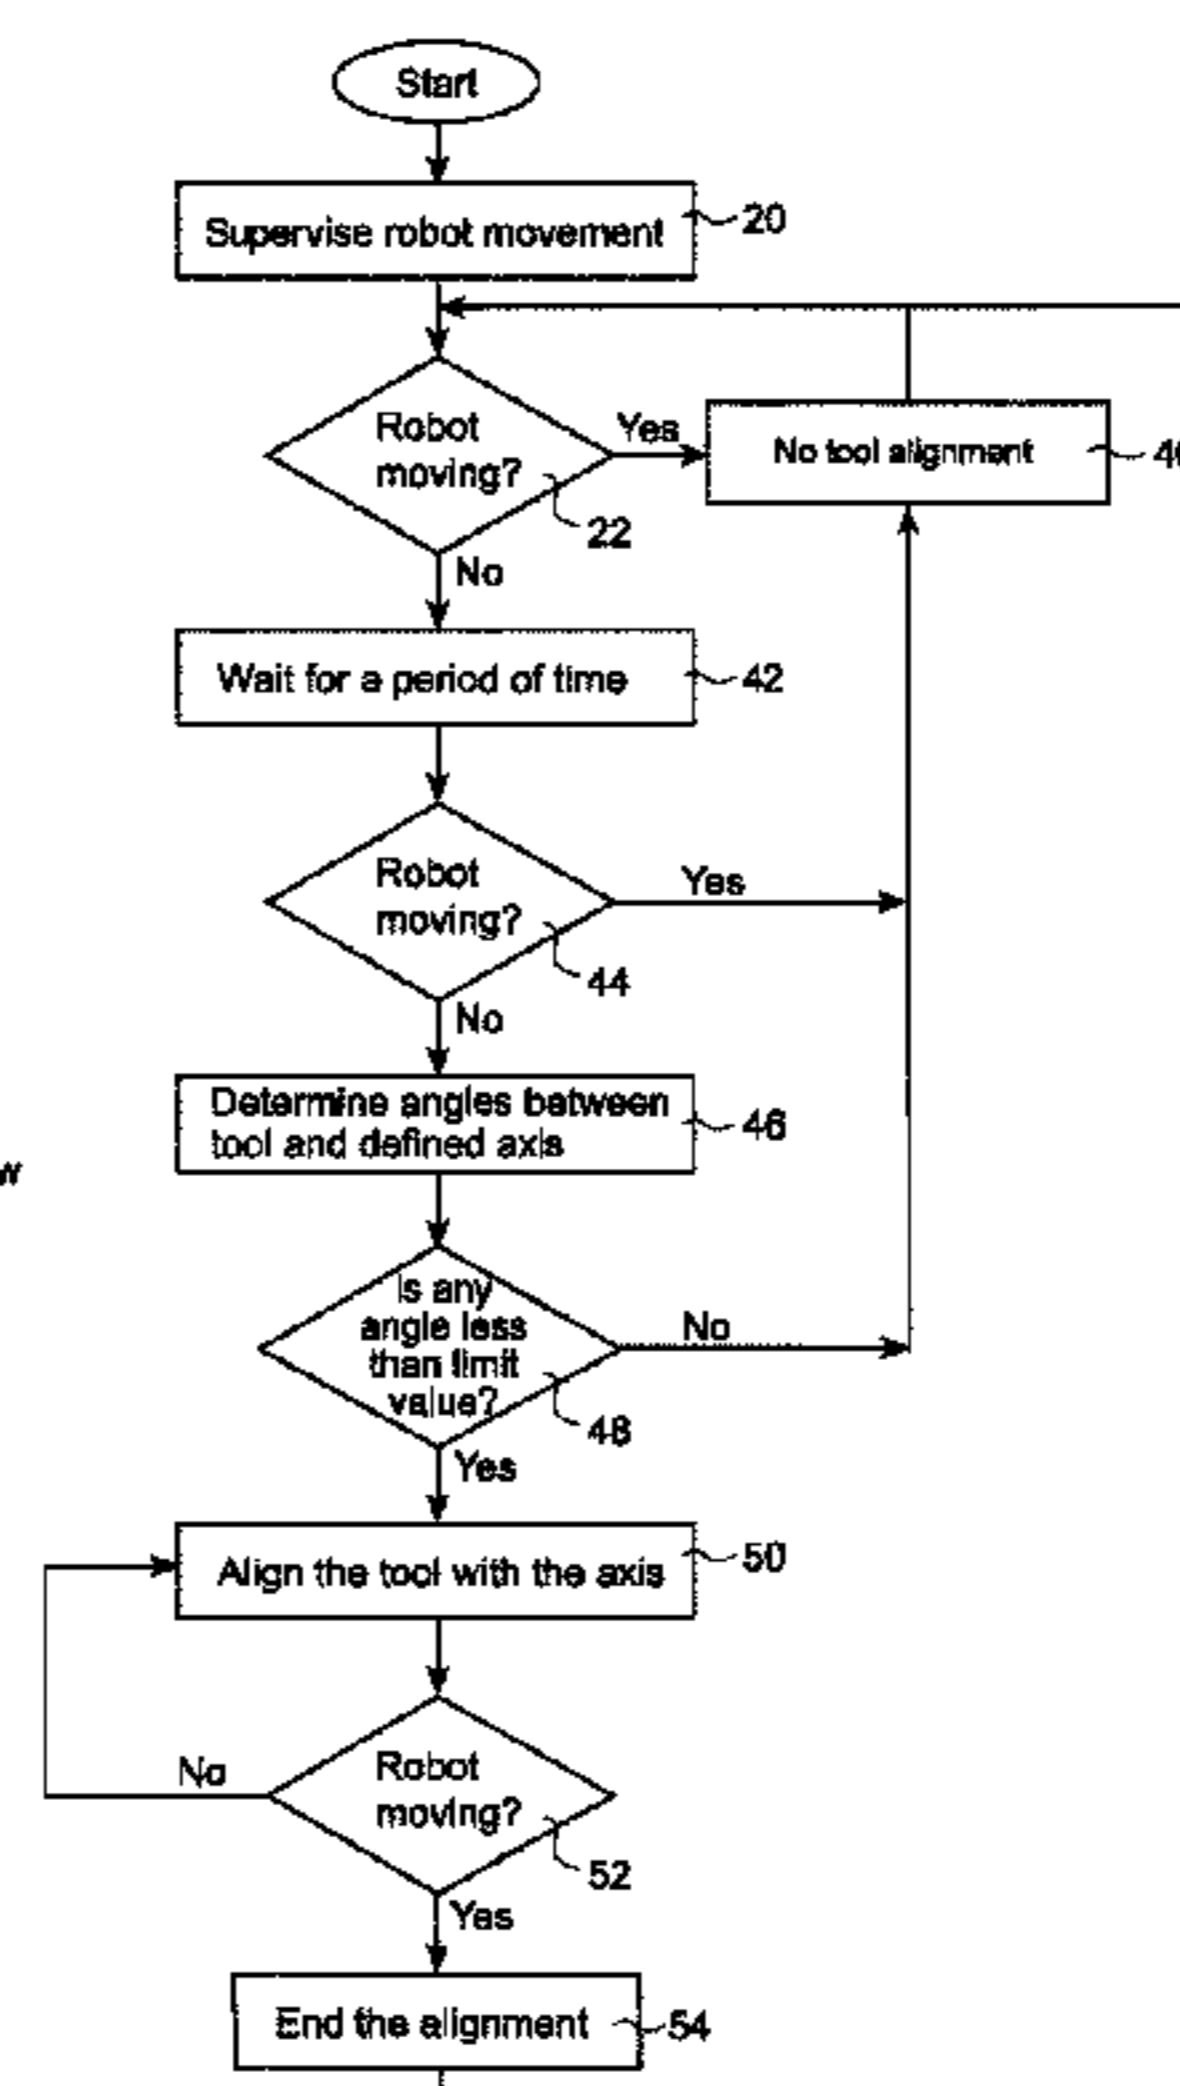 Start
Supervise robot movement
20
Robot
moving?
22
Yes
No tool alignment
No
Wait for a period of time
42
Robot
moving?
44
Yes
No
Determine angles between
tool and defined axis
46
w
Is any
angle less
than limit
value?
48
No
Yes
Align the tool with the axis
50
Robot
moving?
52
No
Yes
End the alignment
54